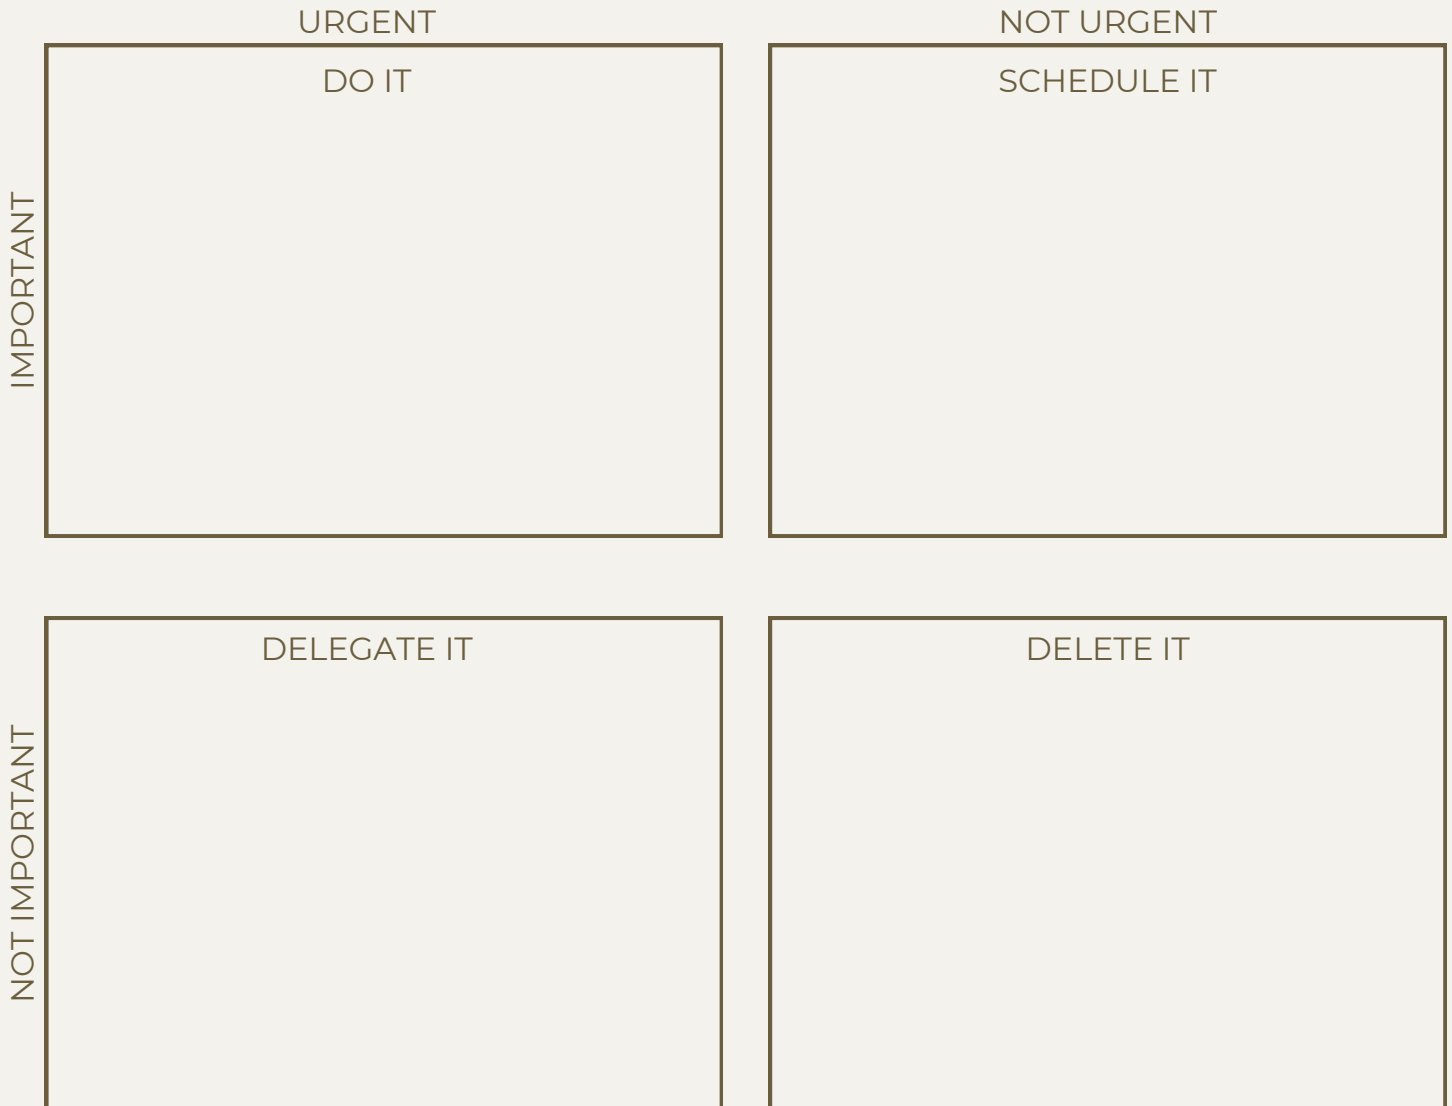 URGENT
NOT URGENT
IMPORTANT
DO IT
SCHEDULE IT
NOT IMPORTANT
DELEGATE IT
DELETE IT